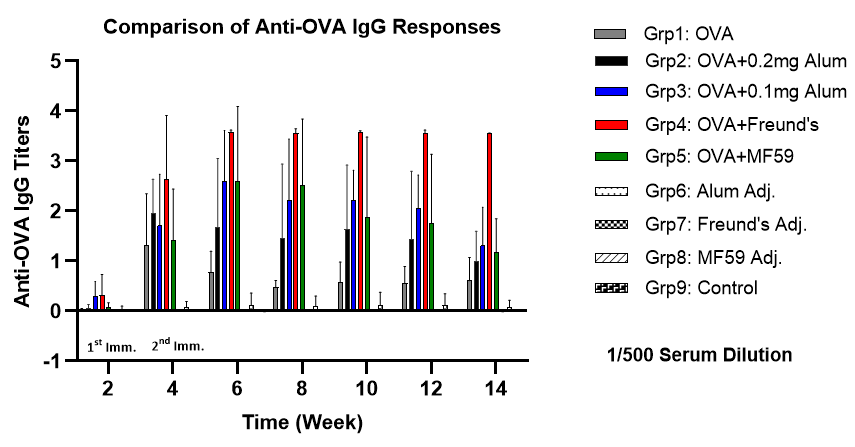 Comparison of Anti-OVA IgG Responses
Anti-OVA IgG Titers
5
4
3
2
1
0
-1
1st Imm.
2nd Imm.
2
4
6
8
10
12
14
Time (Week)
Grp1: OVA
Grp2: OVA+0.2mg Alum
Grp3: OVA+0.1mg Alum
Grp4: OVA+Freund's
Grp5: OVA+MF59
Grp6: Alum Adj.
Grp7: Freund's Adj.
Grp8: MF59 Adj.
Grp9: Control
1/500 Serum Dilution